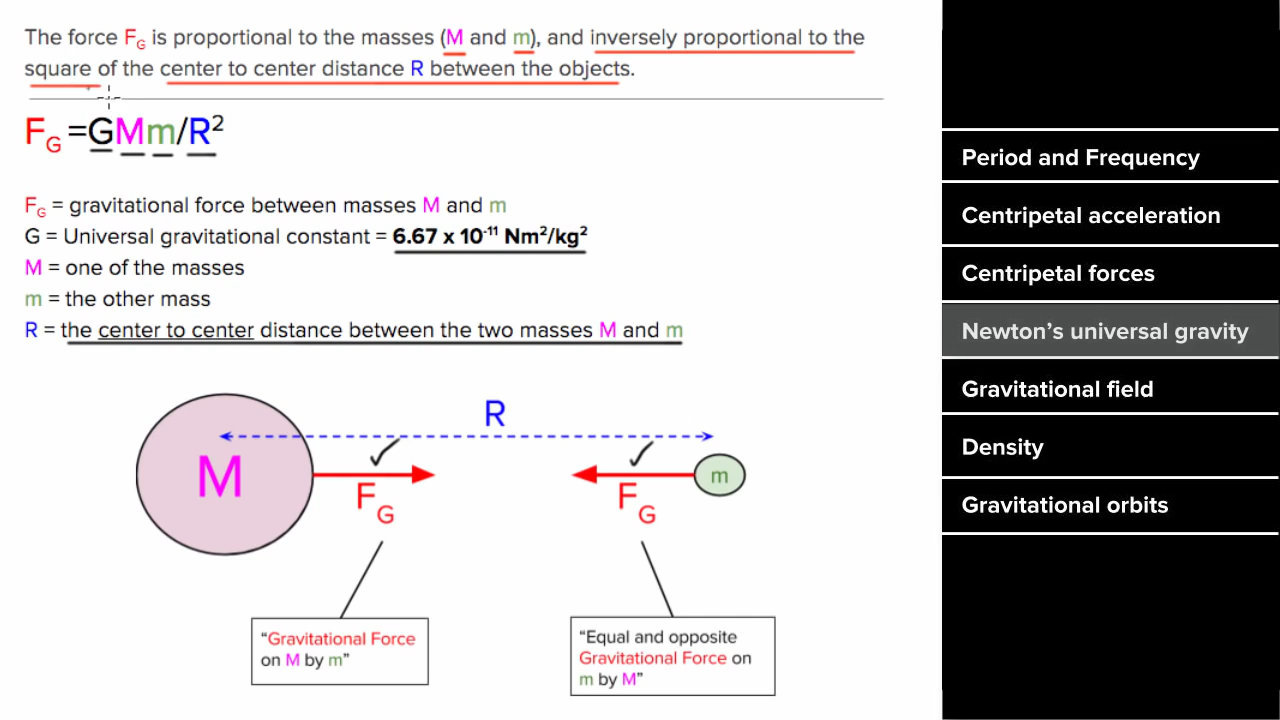 The force FG is proportional to the masses (M and m), and inversely proportional to the
square of the center to center distance R between the objects.
FG =GMm/R²
FG = gravitational force between masses M and m
G = Universal gravitational constant = 6.67 x 10⁻¹¹ Nm²/kg²
M = one of the masses
m = the other mass
R = the center to center distance between the two masses M and m
R
M
FG
FG
m
“Gravitational Force
on M by m”
“Equal and opposite
Gravitational Force on
m by M”
Period and Frequency
Centripetal acceleration
Centripetal forces
Newton’s universal gravity
Gravitational field
Density
Gravitational orbits